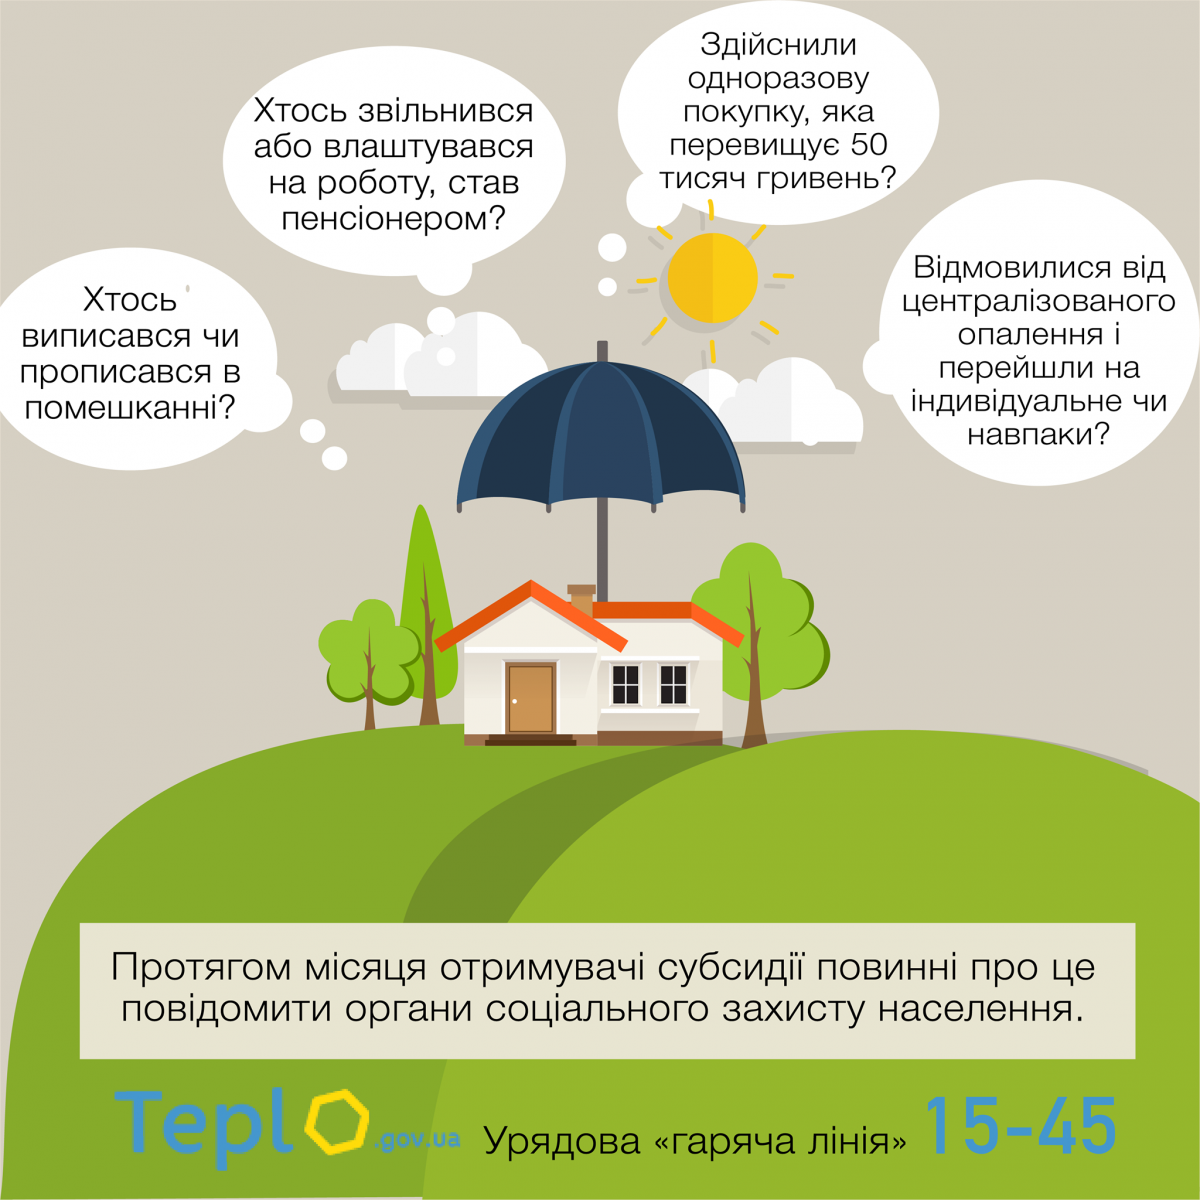 Хтось
виписався чи
прописався в
помешканні?
Хтось звільнився
або влаштувався
на роботу, став
пенсіонером?
Здійснили
одноразову
покупку, яка
перевищує 50
тисяч гривень?
Відмовилися від
централізованого
опалення і
перейшли на
індивідуальне чи
навпаки?
Протягом місяця отримувачі субсидії повинні про це
повідомити органи соціального захисту населення.
Teplo.gov.ua Урядова «гаряча лінія» 15-45